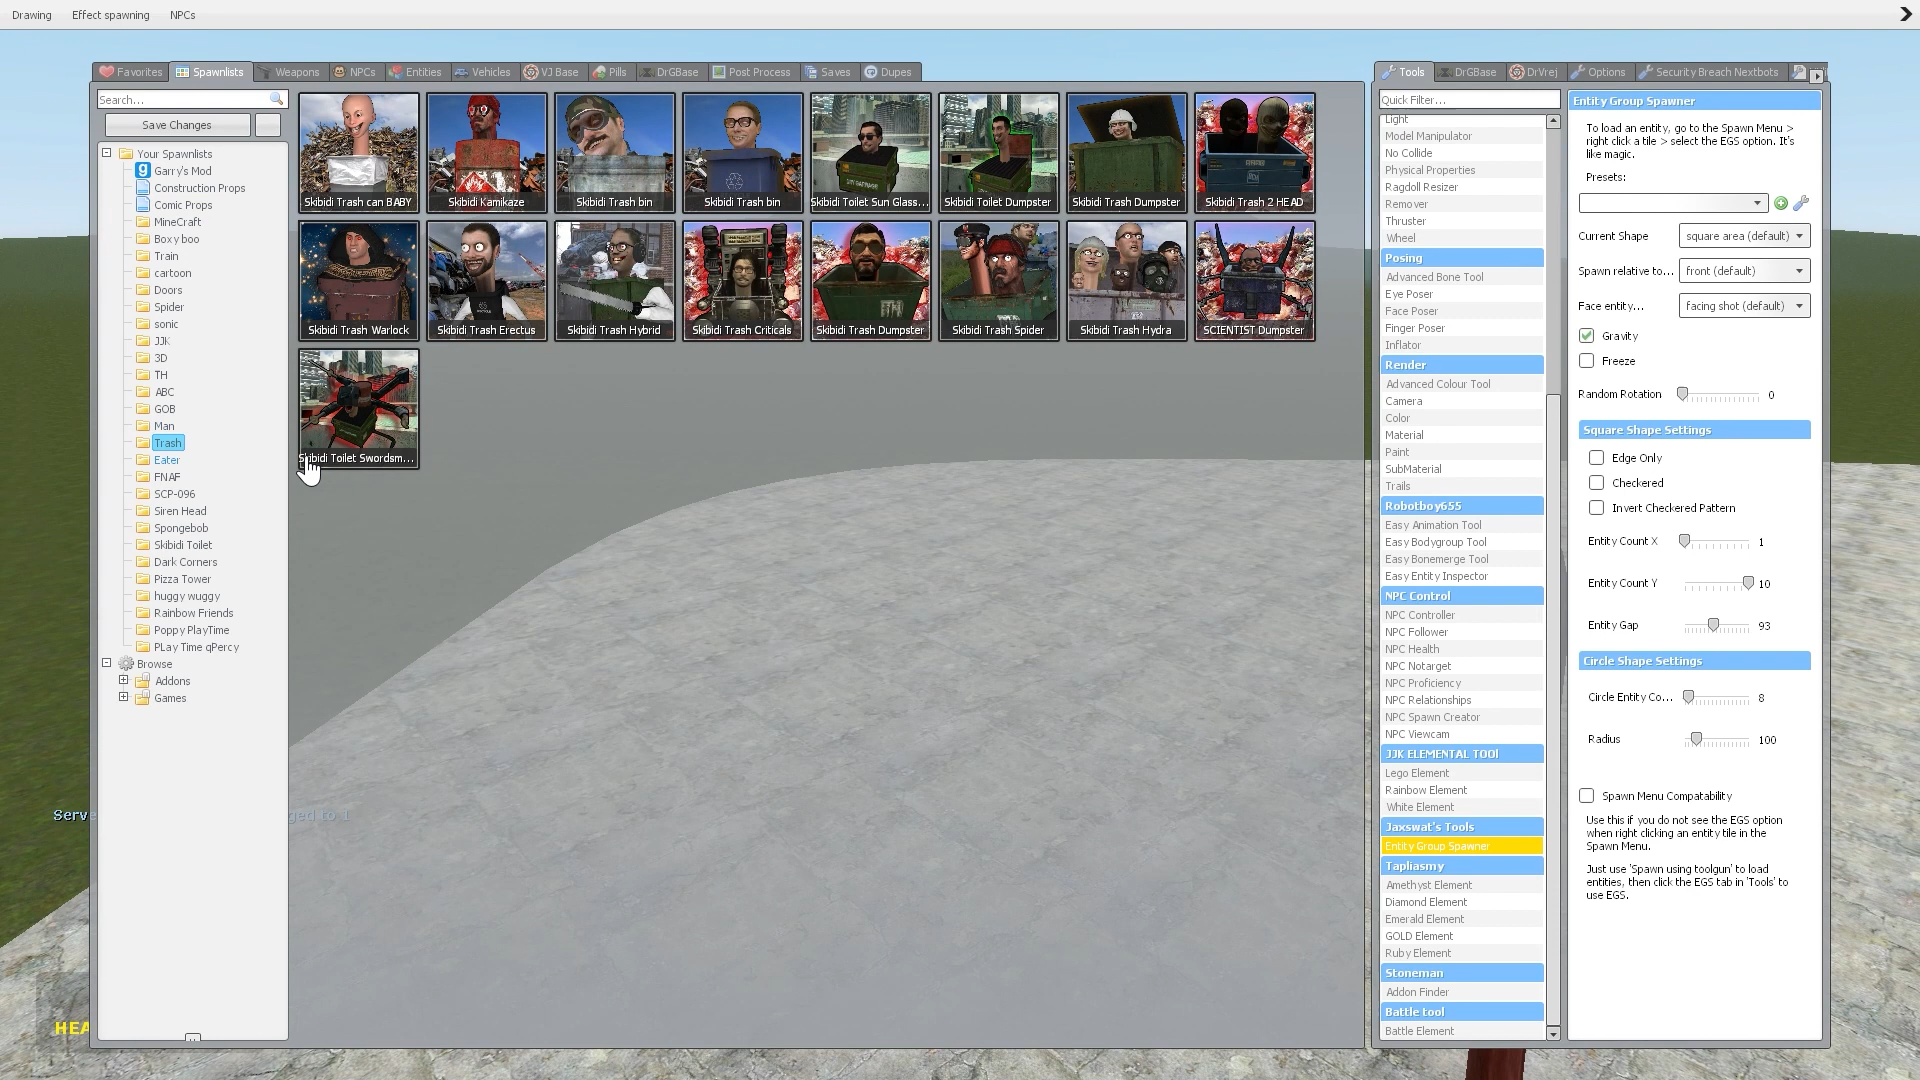 Drawing Effect spawning NPCs
Favorites Spawnlists Weapons NPCs Entities Vehicles VJ Base Pills DrGBase Post Process Saves Dupes
Search...
Save Changes
Your Spawnlists
Garry's Mod
Construction Props
Comic Props
MineCraft
Boxy boo
Train
cartoon
Doors
Spider
sonic
JJK
3D
TH
ABC
GOB
Man
Trash
Eater
FNAF
SCP-096
Siren Head
Spongebob
Skibidi Toilet
Dark Corners
Pizza Tower
huggy wuggy
Rainbow Friends
Poppy PlayTime
PLay Time qPercy
Browse
Addons
Games
Skibidi Trash can BABY
Skibidi Kamikaze
Skibidi Trash bin
Skibidi Trash bin
Skibidi Toilet Sun Glass...
Skibidi Toilet Dumpster
Skibidi Trash Dumpster
Skibidi Trash 2 HEAD
Skibidi Trash Warlock
Skibidi Trash Erectus
Skibidi Trash Hybrid
Skibidi Trash Criticals
Skibidi Trash Dumpster
Skibidi Trash Spider
Skibidi Trash Hydra
SCIENTIST Dumpster
Skibidi Toilet Swordsm...
Serve
ged to 1
HEA
Tools DrGBase DrVrej Options Security Breach Nextbots
Quick Filter...
Light
Model Manipulator
No Collide
Physical Properties
Ragdoll Resizer
Remover
Thruster
Wheel
Posing
Advanced Bone Tool
Eye Poser
Face Poser
Finger Poser
Inflator
Render
Advanced Colour Tool
Camera
Color
Material
Paint
SubMaterial
Trails
Robotboy655
Easy Animation Tool
Easy Bodygroup Tool
Easy Bonemerge Tool
Easy Entity Inspector
NPC Control
NPC Controller
NPC Follower
NPC Health
NPC Notarget
NPC Proficiency
NPC Relationships
NPC Spawn Creator
NPC Viewcam
JJK ELEMENTAL TOOl
Lego Element
Rainbow Element
White Element
Jaxswat's Tools
Entity Group Spawner
Tapliasmy
Amethyst Element
Diamond Element
Emerald Element
GOLD Element
Ruby Element
Stoneman
Addon Finder
Battle tool
Battle Element
Entity Group Spawner
To load an entity, go to the Spawn Menu >
right click a tile > select the EGS option. It's
like magic.
Presets:
Current Shape square area (default)
Spawn relative to... front (default)
Face entity... facing shot (default)
Gravity
Freeze
Random Rotation 0
Square Shape Settings
Edge Only
Checkered
Invert Checkered Pattern
Entity Count X 1
Entity Count Y 10
Entity Gap 93
Circle Shape Settings
Circle Entity Co... 8
Radius 100
Spawn Menu Compatability
Use this if you do not see the EGS option
when right clicking an entity tile in the
Spawn Menu.
Just use 'Spawn using toolgun' to load
entities, then click the EGS tab in 'Tools' to
use EGS.